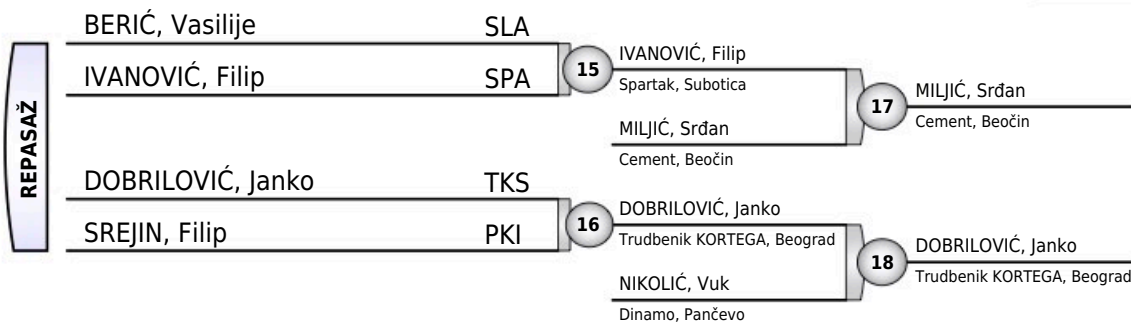 REPASAŽ
BERIĆ, Vasilije SLA
IVANOVIĆ, Filip SPA
15
IVANOVIĆ, Filip
Spartak, Subotica
MILJIĆ, Srđan
Cement, Beočin
17
MILJIĆ, Srđan
Cement, Beočin
DOBRILOVIĆ, Janko TKS
SREJIN, Filip PKI
16
DOBRILOVIĆ, Janko
Trudbenik KORTEGA, Beograd
NIKOLIĆ, Vuk
Dinamo, Pančevo
18
DOBRILOVIĆ, Janko
Trudbenik KORTEGA, Beograd